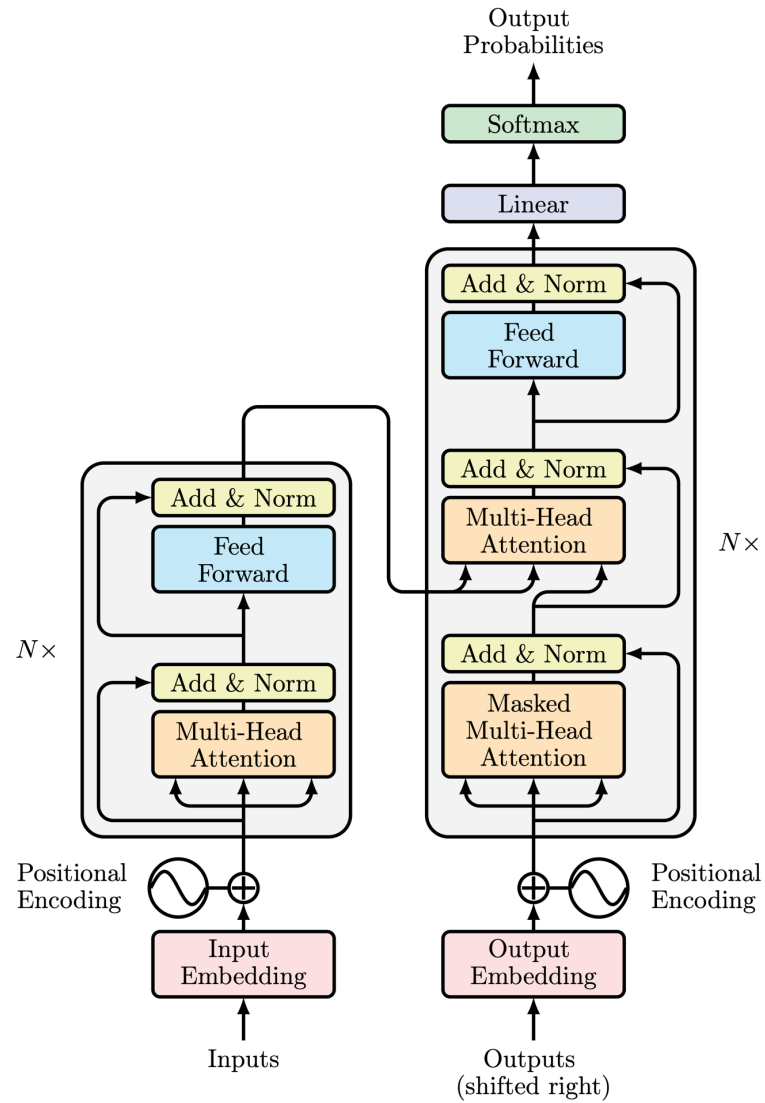 Output
Probabilities
Softmax
Linear
Add & Norm
Feed
Forward
Add & Norm
Multi-Head
Attention
N×
Add & Norm
Masked
Multi-Head
Attention
Add & Norm
Feed
Forward
N×
Add & Norm
Multi-Head
Attention
Positional
Encoding
Positional
Encoding
Input
Embedding
Output
Embedding
Inputs
Outputs
(shifted right)